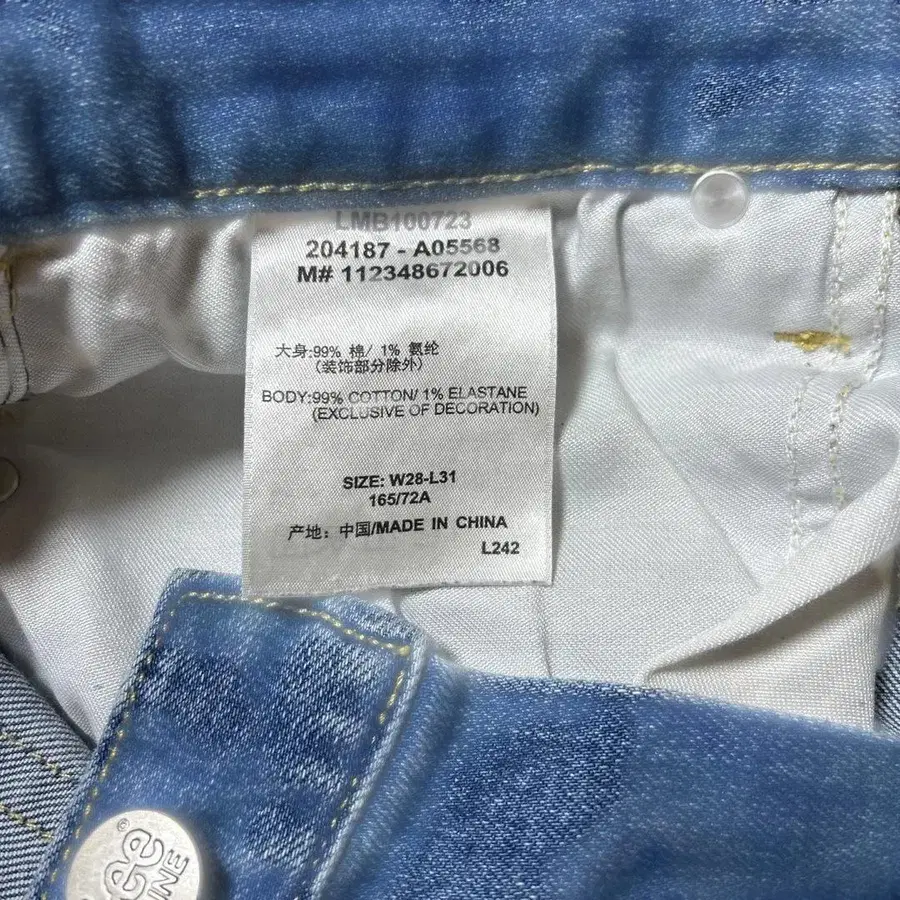 LMB100723
204187 - A05568
M# 112348672006
大身:99% 棉/ 1% 氨纶
(装饰部分除外)
BODY:99% COTTON/ 1% ELASTANE
(EXCLUSIVE OF DECORATION)
SIZE: W28-L31
165/72A
产地: 中国/MADE IN CHINA
L242
®